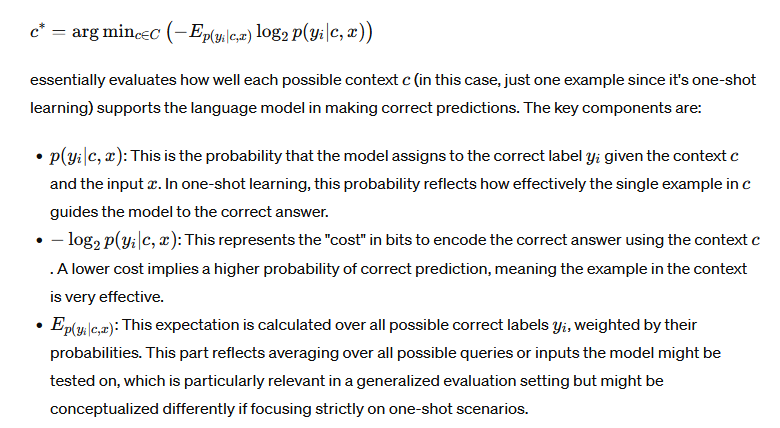 c* = arg min_{c∈C} (−E_{p(y_i|c,x)} log_2 p(y_i|c, x))
essentially evaluates how well each possible context c (in this case, just one example since it's one-shot
learning) supports the language model in making correct predictions. The key components are:
• p(y_i|c, x): This is the probability that the model assigns to the correct label y_i given the context c
and the input x. In one-shot learning, this probability reflects how effectively the single example in c
guides the model to the correct answer.
• − log_2 p(y_i|c, x): This represents the "cost" in bits to encode the correct answer using the context c
. A lower cost implies a higher probability of correct prediction, meaning the example in the context
is very effective.
• E_{p(y_i|c,x)}: This expectation is calculated over all possible correct labels y_i, weighted by their
probabilities. This part reflects averaging over all possible queries or inputs the model might be
tested on, which is particularly relevant in a generalized evaluation setting but might be
conceptualized differently if focusing strictly on one-shot scenarios.